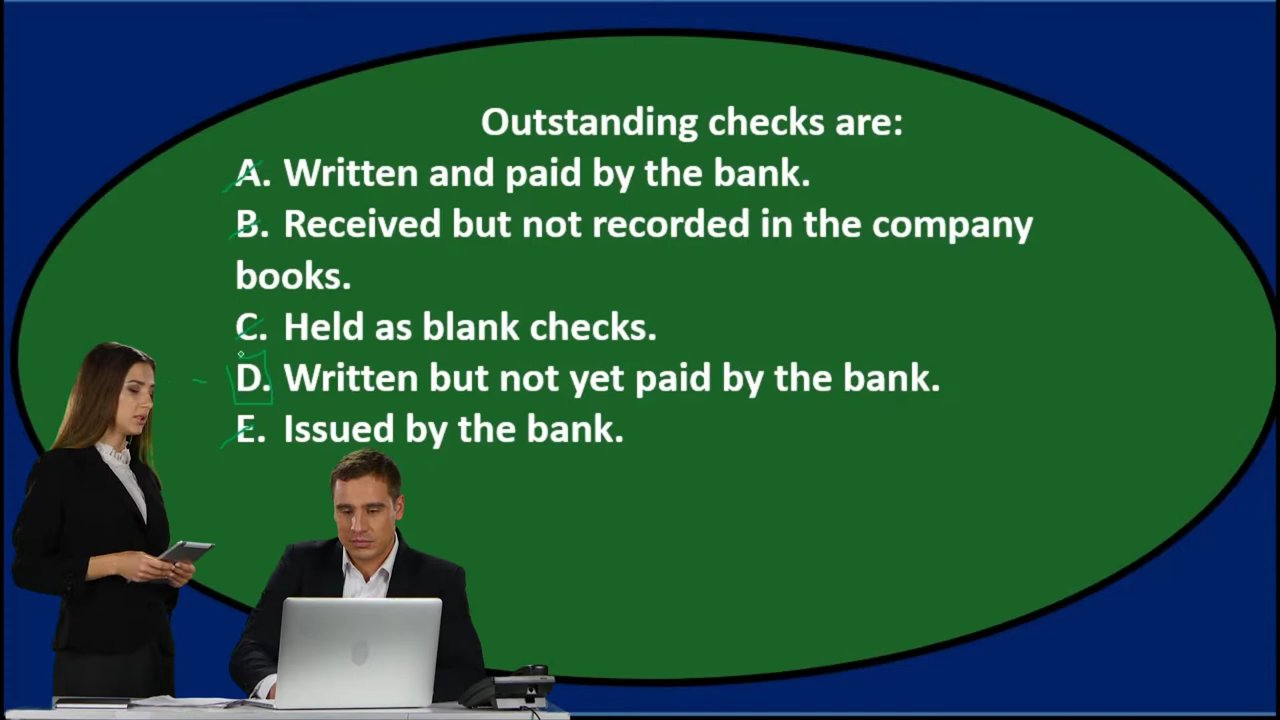 Outstanding checks are:
A. Written and paid by the bank.
B. Received but not recorded in the company
books.
C. Held as blank checks.
D. Written but not yet paid by the bank.
E. Issued by the bank.